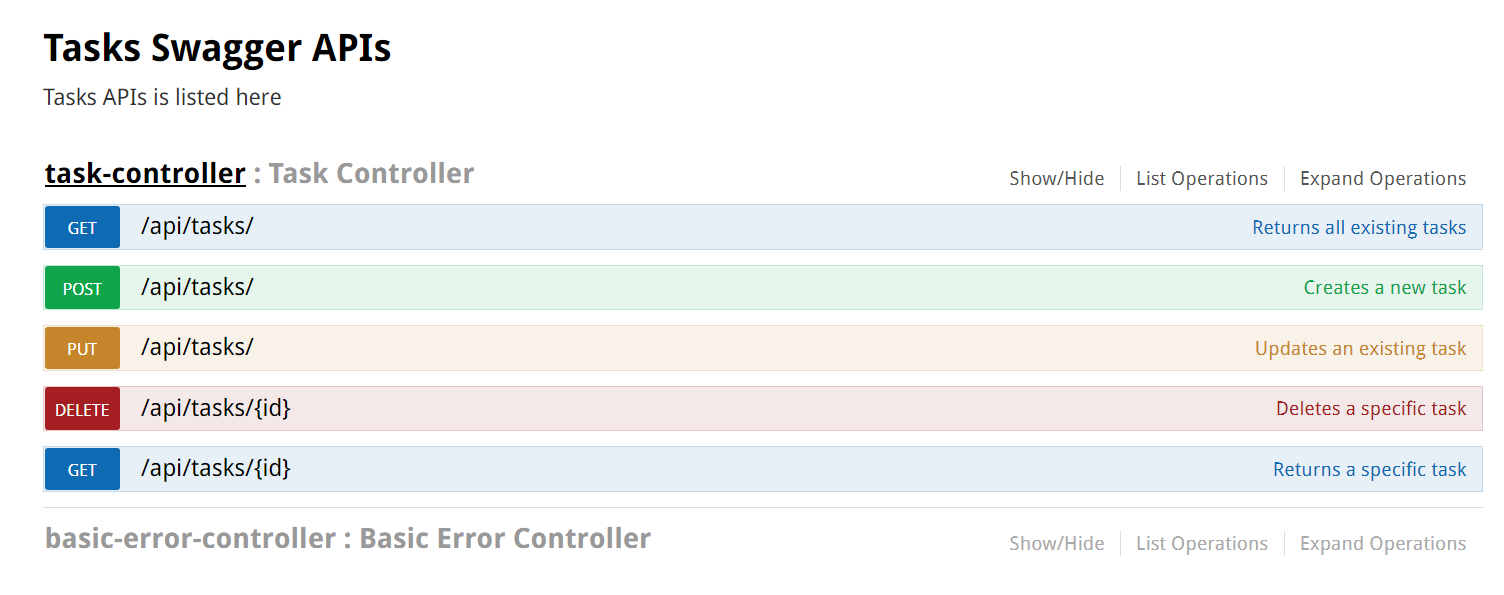 Tasks Swagger APIs
Tasks APIs is listed here
task-controller : Task Controller Show/Hide List Operations Expand Operations
GET /api/tasks/ Returns all existing tasks
POST /api/tasks/ Creates a new task
PUT /api/tasks/ Updates an existing task
DELETE /api/tasks/{id} Deletes a specific task
GET /api/tasks/{id} Returns a specific task
basic-error-controller : Basic Error Controller Show/Hide List Operations Expand Operations